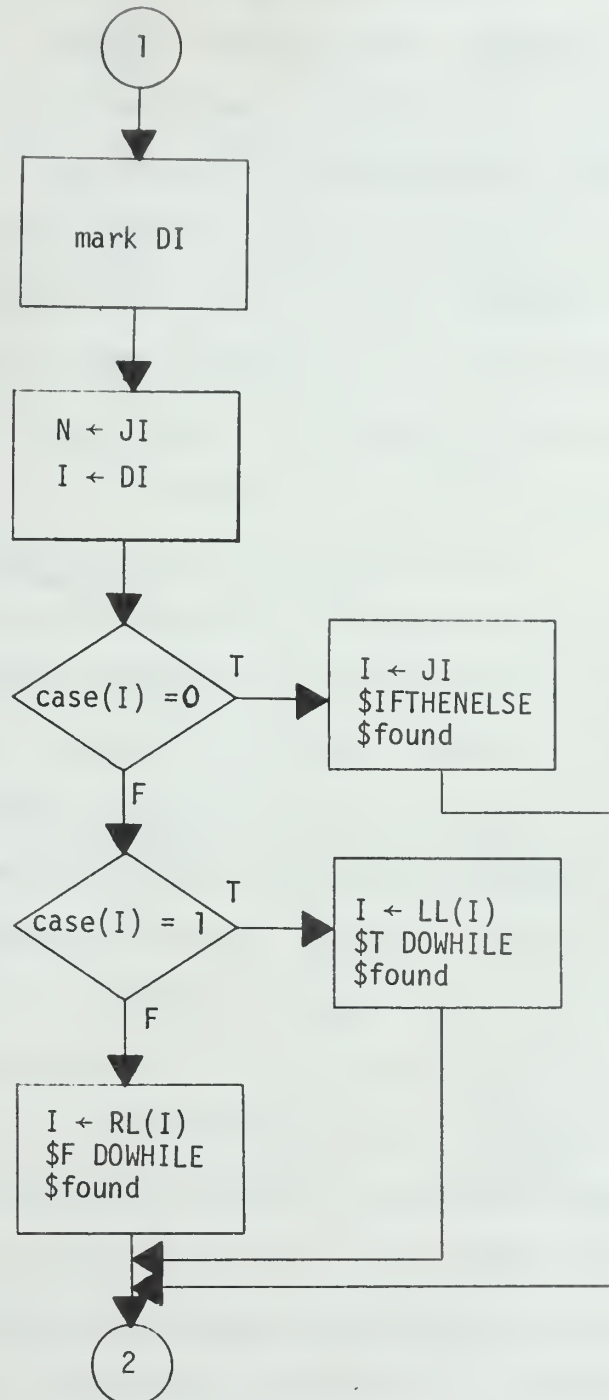 1
mark DI
N ← JI
I ← DI
case(I) =0
T
I ← JI
$IFTHENELSE
$found
F
case(I) = 1
T
I ← LL(I)
$T DOWHILE
$found
F
I ← RL(I)
$F DOWHILE
$found
2